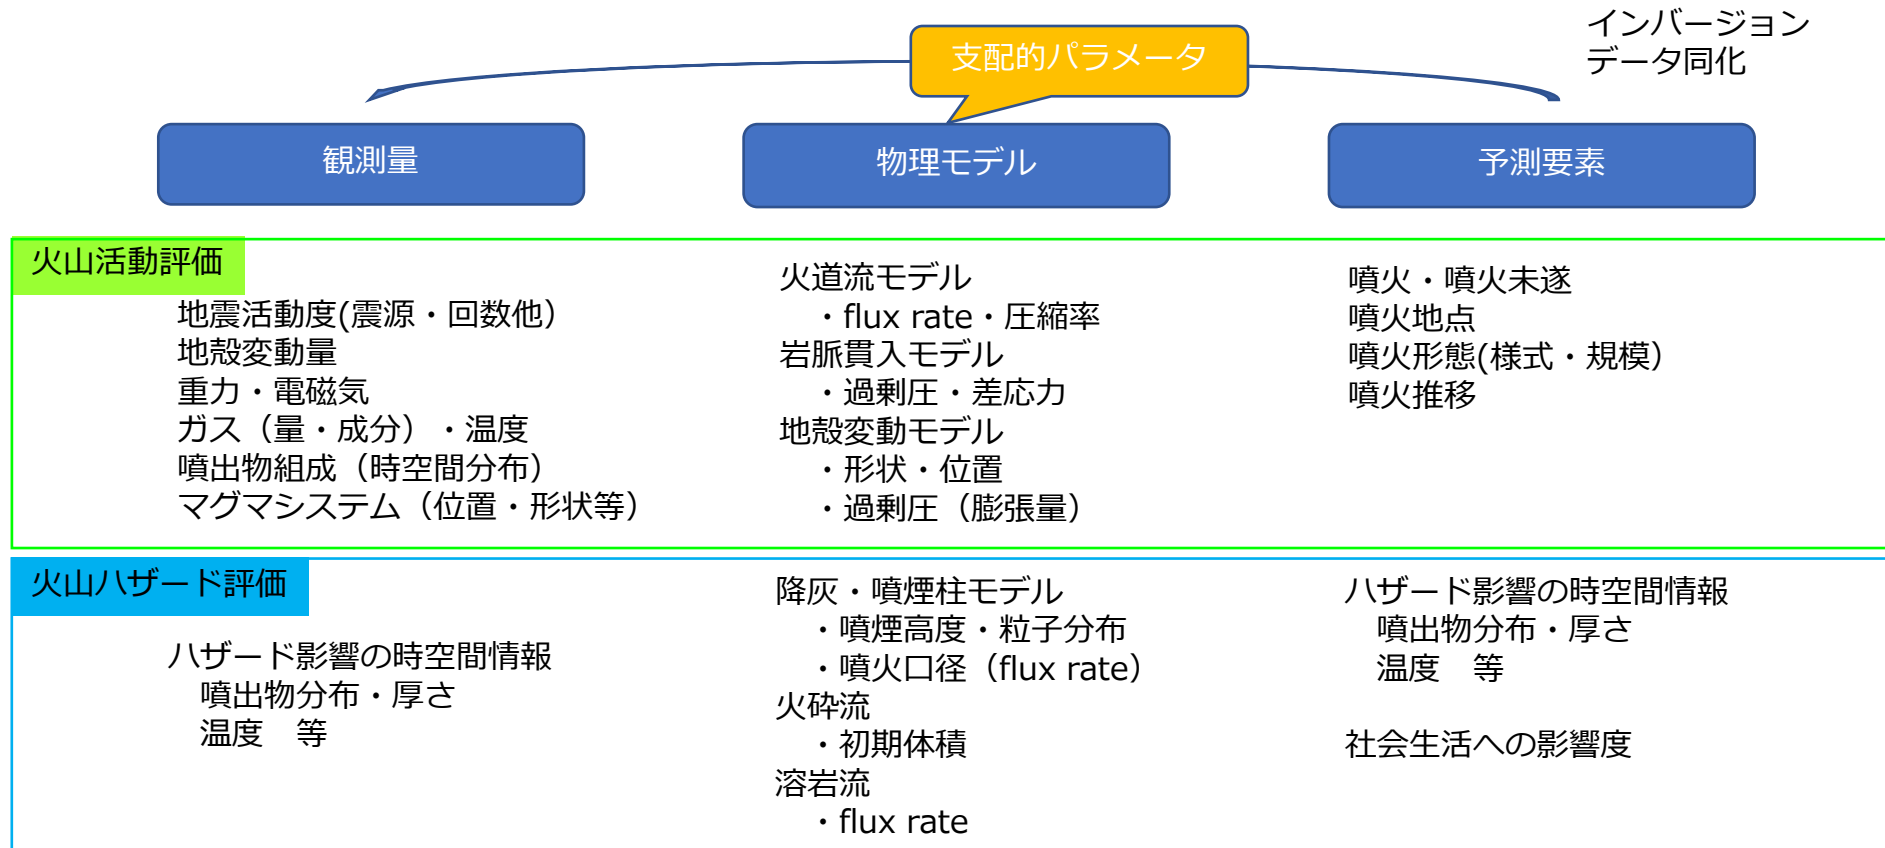 インバージョン
データ同化
支配的パラメータ
観測量
物理モデル
予測要素
火山活動評価
地震活動度(震源・回数他）
地殻変動量
重力・電磁気
ガス（量・成分）・温度
噴出物組成（時空間分布）
マグマシステム（位置・形状等）
火道流モデル
・flux rate・圧縮率
岩脈貫入モデル
・過剰圧・差応力
地殻変動モデル
・形状・位置
・過剰圧（膨張量）
噴火・噴火未遂
噴火地点
噴火形態(様式・規模）
噴火推移
火山ハザード評価
ハザード影響の時空間情報
噴出物分布・厚さ
温度　等
降灰・噴煙柱モデル
・噴煙高度・粒子分布
・噴火口径（flux rate）
火砕流
・初期体積
溶岩流
・flux rate
ハザード影響の時空間情報
噴出物分布・厚さ
温度　等
社会生活への影響度